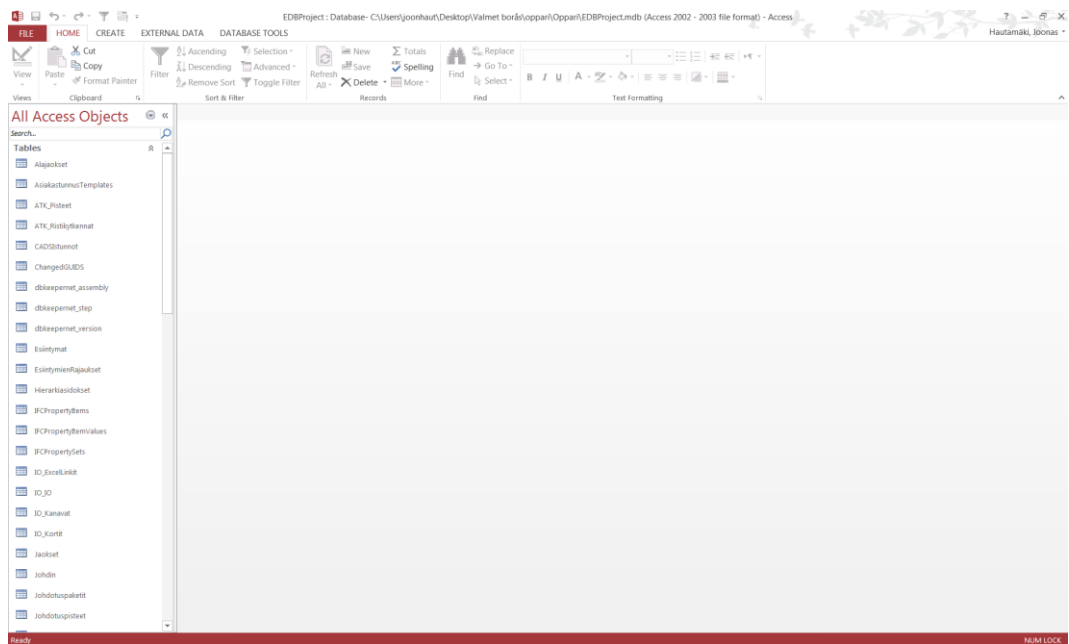 EDBProject : Database- C:\Users\joonhaut\Desktop\Valmet borås\oppari\Oppari\EDBProject.mdb (Access 2002 - 2003 file format) - Access
FILE HOME CREATE EXTERNAL DATA DATABASE TOOLS Hautamäki, Joonas
View
Paste
Cut
Copy
Format Painter
Filter
Ascending
Descending
Remove Sort
Selection
Advanced
Toggle Filter
Refresh
All
New
Save
Delete
Totals
Spelling
More
Find
Replace
Go To
Select
B I U A
Views Clipboard Sort & Filter Records Find Text Formatting
All Access Objects
Search...
Tables
Alajaokset
AsiakastunnusTemplates
ATK_Pisteet
ATK_Ristikytkennat
CADSIstunnot
ChangedGUIDS
dbkeepernet_assembly
dbkeepernet_step
dbkeepernet_version
Esiintymat
EsiintymienRajaukset
Hierarkiasidokset
IFCPropertyItems
IFCPropertyItemValues
IFCPropertySets
IO_ExcelLinkit
IO_IO
IO_Kanavat
IO_Kortit
Jaokset
Johdin
Johdotuspaketit
Johdotuspisteet
Ready NUM LOCK